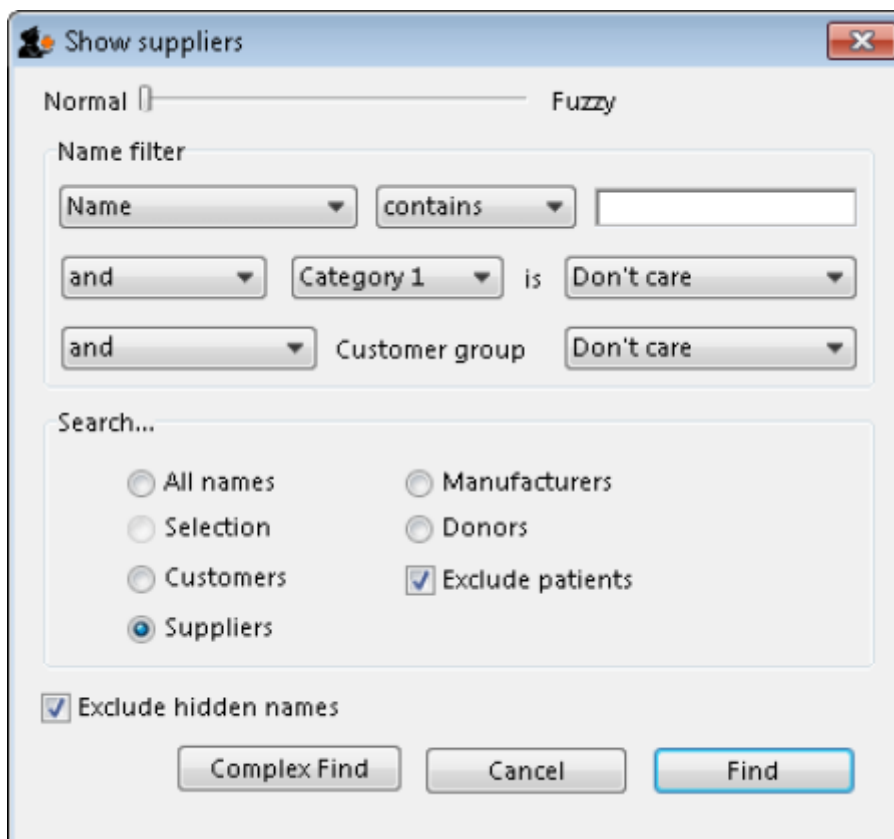 Show suppliers
Normal Fuzzy
Name filter
Name contains
and Category 1 is Don't care
and Customer group Don't care
Search...
All names Manufacturers
Selection Donors
Customers Exclude patients
Suppliers
Exclude hidden names
Complex Find Cancel Find